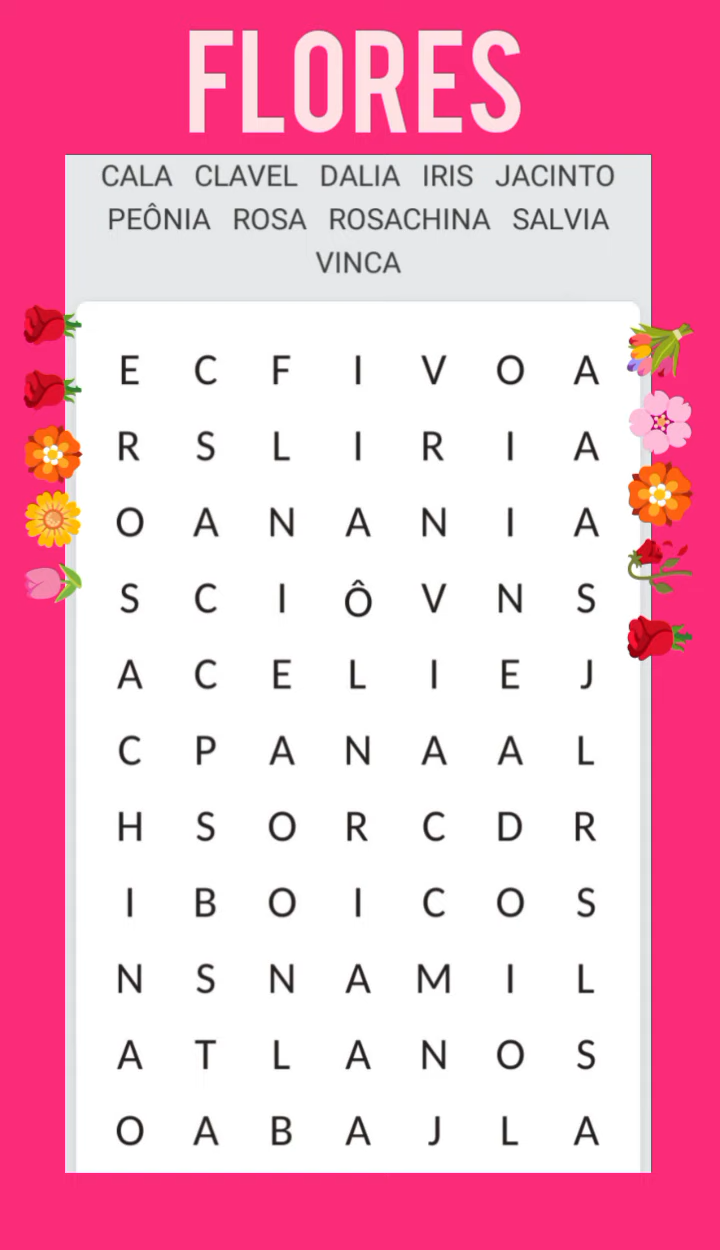 FLORES
CALA CLAVEL DALIA IRIS JACINTO
PEÔNIA ROSA ROSACHINA SALVIA
VINCA
E C F I V O A
R S L I R I A
O A N A N I A
S C I Ô V N S
A C E L I E J
C P A N A A L
H S O R C D R
I B O I C O S
N S N A M I L
A T L A N O S
O A B A J L A